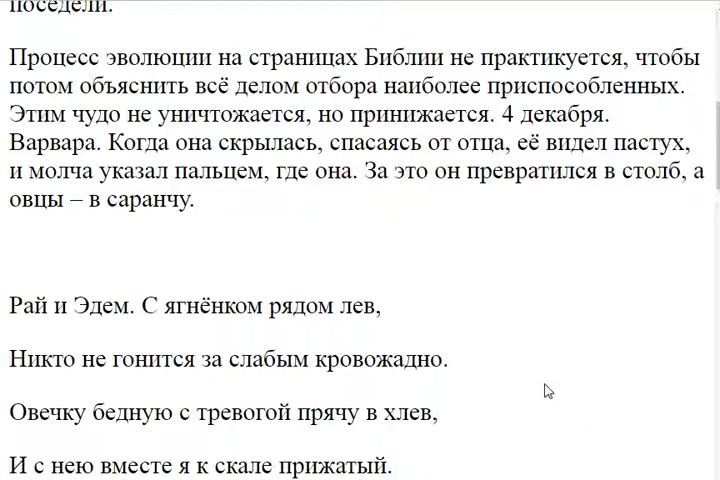 поседели.
Процесс эволюции на страницах Библии не практикуется, чтобы
потом объяснить всё делом отбора наиболее приспособленных.
Этим чудо не уничтожается, но принижается. 4 декабря.
Варвара. Когда она скрылась, спасаясь от отца, её видел пастух,
и молча указал пальцем, где она. За это он превратился в столб, а
овцы – в саранчу.
Рай и Эдем. С ягнёнком рядом лев,
Никто не гонится за слабым кровожадно.
Овечку бедную с тревогой прячу в хлев,
И с нею вместе я к скале прижатый.